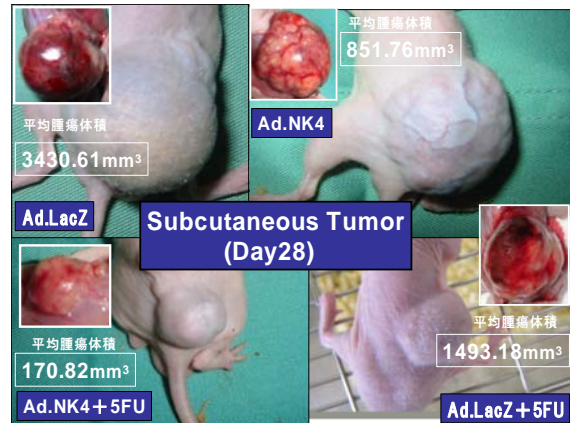 平均腫瘍体積
3430.61mm³
Ad.LacZ
平均腫瘍体積
851.76mm³
Ad.NK4
Subcutaneous Tumor
(Day28)
平均腫瘍体積
170.82mm³
Ad.NK4＋5FU
平均腫瘍体積
1493.18mm³
Ad.LacZ＋5FU